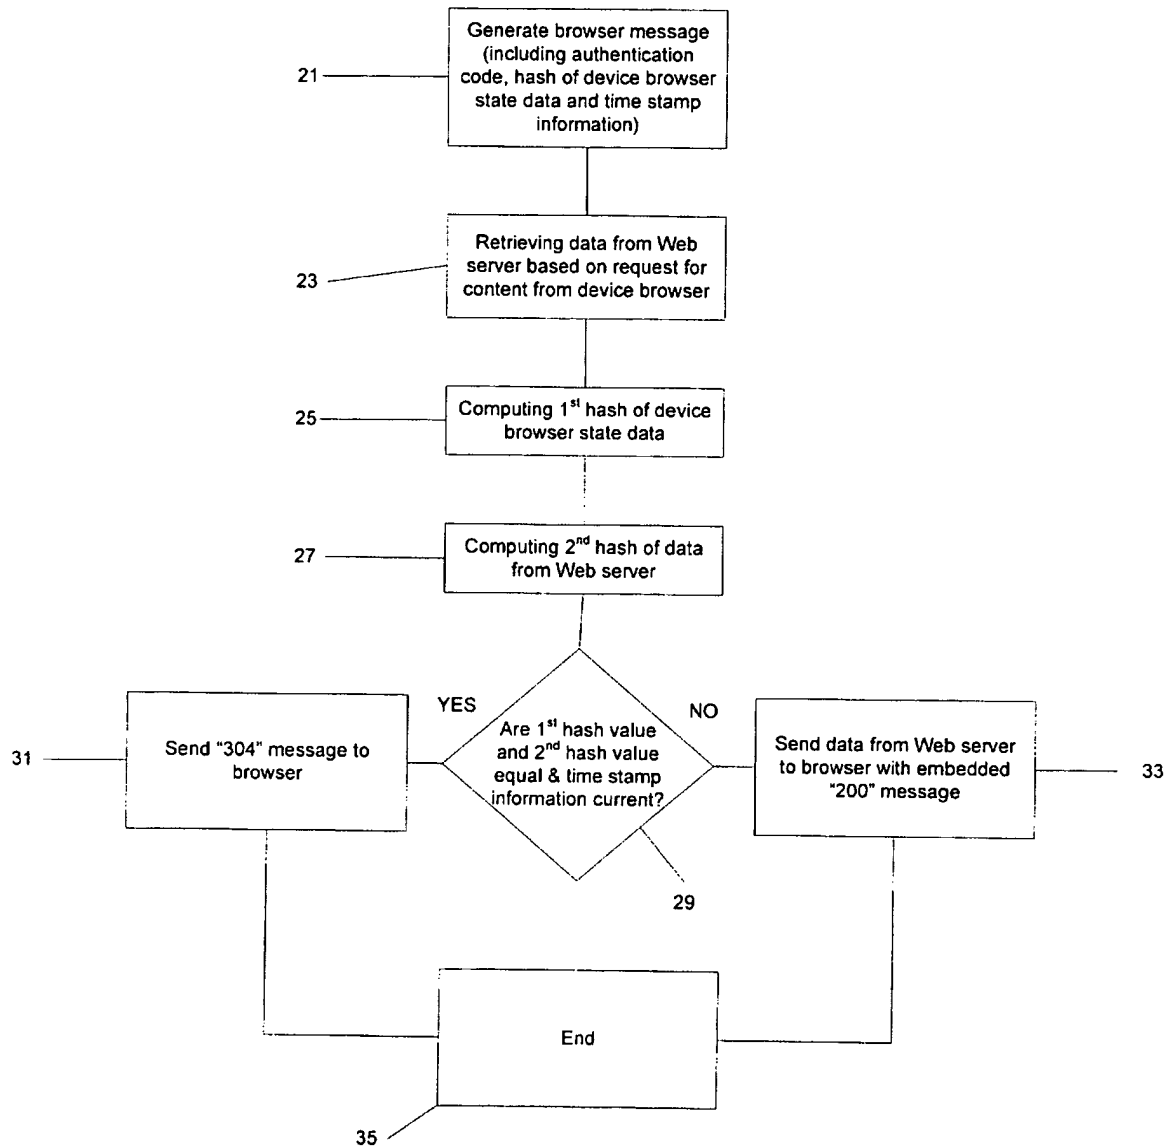 Generate browser message
(including authentication
code, hash of device browser
state data and time stamp
information)
21
Retrieving data from Web
server based on request for
content from device browser
23
Computing 1st hash of device
browser state data
25
Computing 2nd hash of data
from Web server
27
YES
NO
Are 1st hash value
and 2nd hash value
equal & time stamp
information current?
29
Send "304" message to
browser
31
Send data from Web server
to browser with embedded
"200" message
33
End
35